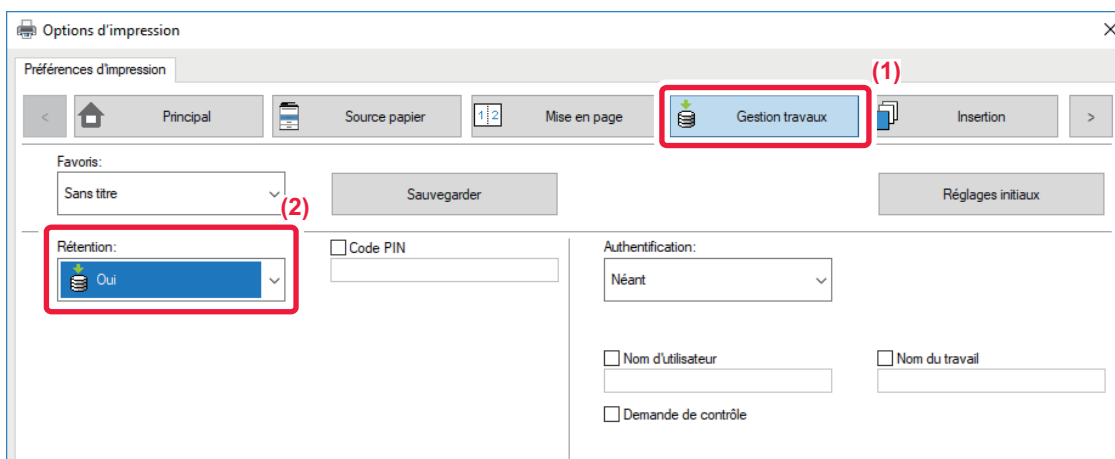 Options d'impression
Préférences d'impression
(1)
< Principal Source papier 1 2 Mise en page Gestion travaux Insertion >
Favoris:
Sans titre Sauvegarder Réglages initiaux
(2)
Rétention: Code PIN Authentification:
Oui Néant
Nom d'utilisateur Nom du travail
Demande de contrôle